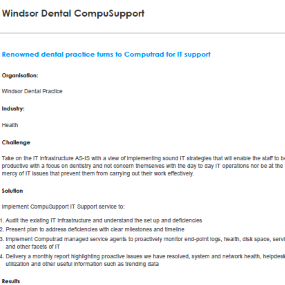 Windsor Dental CompuSupport
Renowned dental practice turns to Computrad for IT support
Organisation:
Windsor Dental Practice
Industry:
Health
Challenge
Take on the IT Infrastructure AS-IS with a view of implementing sound IT strategies that will enable the staff to be
productive with a focus on dentistry and not concern themselves with the day to day IT operations nor be at the
mercy of IT issues that prevent them from carrying out their work effectively.
Solution
Implement CompuSupport IT Support service to:
1. Audit the existing IT infrastructure and understand the set up and deficiencies
2. Present plan to address deficiencies with clear milestones and timeline
3. Implement Computrad managed service agents to proactively monitor end-point logs, health, disk space, servi
and other facets of IT
4. Delivery a monthly report highlighting proactive issues we have resolved, system and network health, helpdesk
utilization and other useful information such as trending data
Results